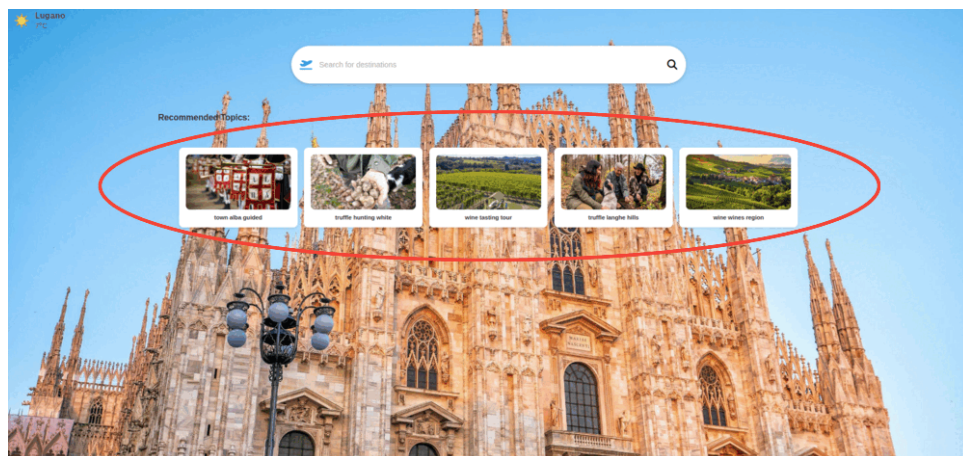 Lugano
Search for destinations
Recommended Topics:
town alba guided
truffle hunting white
wine tasting tour
truffle langhe hills
wine wines region